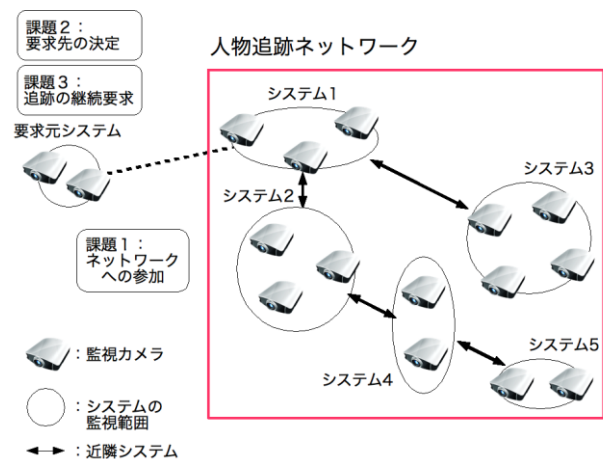 課題２：
要求先の決定
課題３：
追跡の継続要求
要求元システム
課題１：
ネットワーク
への参加
：監視カメラ
：システムの
監視範囲
：近隣システム
人物追跡ネットワーク
システム1
システム2
システム3
システム4
システム5